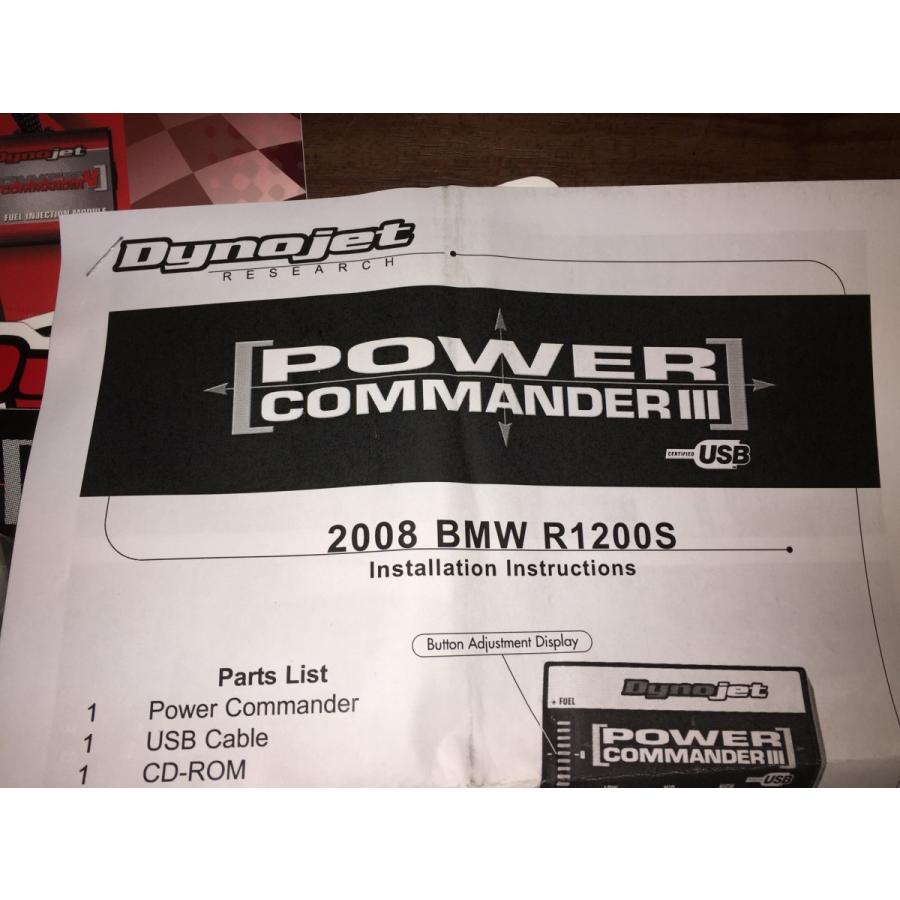 Dynojet
FUEL INJECTION MODULE
Dynojet
RESEARCH
POWER
COMMANDER III
CERTIFIED USB
2008 BMW R1200S
Installation Instructions
Button Adjustment Display
Parts List
1 Power Commander
1 USB Cable
1 CD-ROM
Dynojet
+ FUEL
- 0
POWER
COMMANDER III
USB